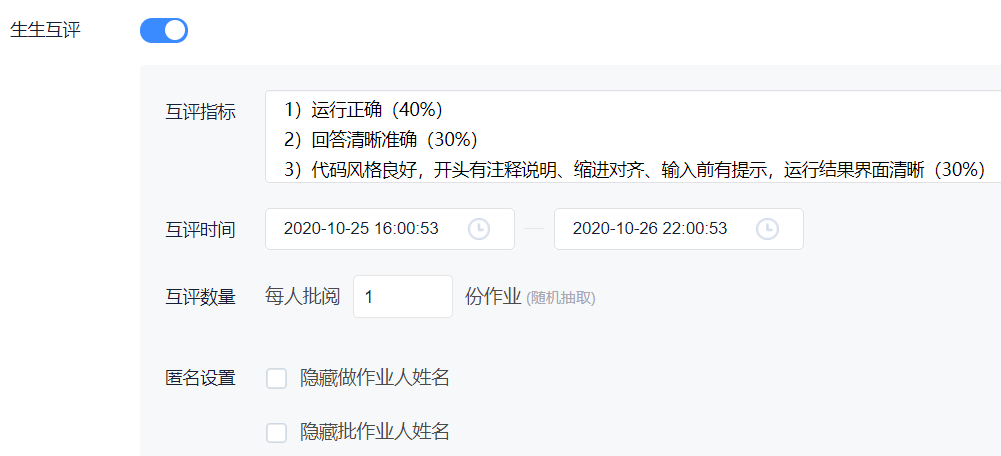 生生互评
互评指标
1）运行正确（40%）
2）回答清晰准确（30%）
3）代码风格良好，开头有注释说明、缩进对齐、输入前有提示，运行结果界面清晰（30%）
互评时间 2020-10-25 16:00:53 — 2020-10-26 22:00:53
互评数量 每人批阅 1 份作业 (随机抽取)
匿名设置 隐藏做作业人姓名
隐藏批作业人姓名